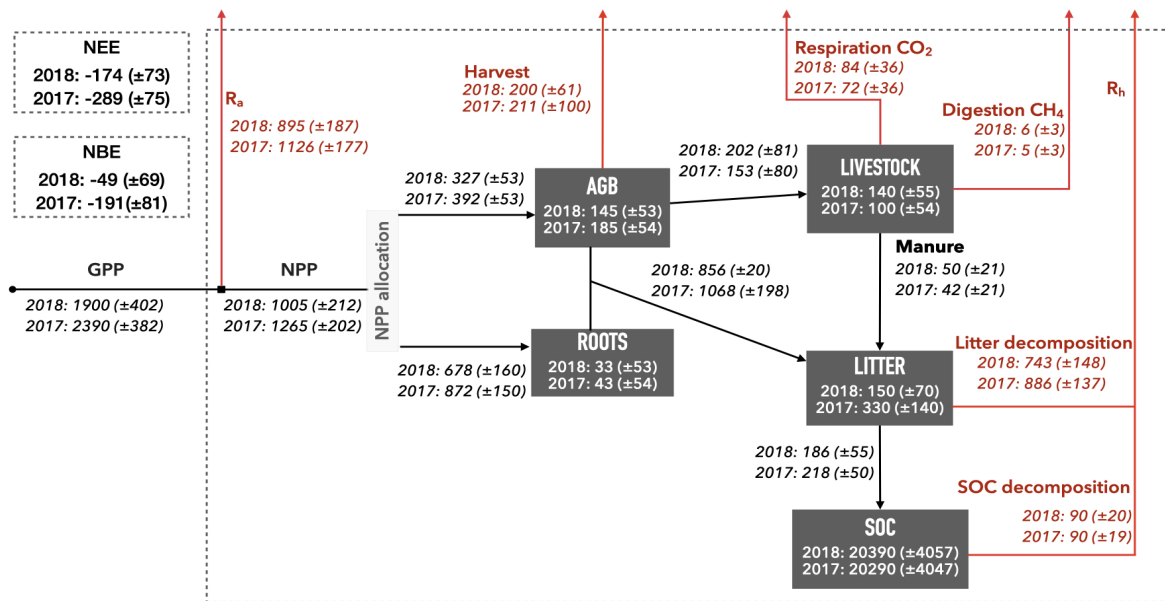 NEE
2018: -174 (±73)
2017: -289 (±75)
NBE
2018: -49 (±69)
2017: -191(±81)
GPP
2018: 1900 (±402)
2017: 2390 (±382)
Ra
2018: 895 (±187)
2017: 1126 (±177)
NPP
2018: 1005 (±212)
2017: 1265 (±202)
NPP allocation
2018: 327 (±53)
2017: 392 (±53)
2018: 678 (±160)
2017: 872 (±150)
Harvest
2018: 200 (±61)
2017: 211 (±100)
AGB
2018: 145 (±53)
2017: 185 (±54)
ROOTS
2018: 33 (±53)
2017: 43 (±54)
2018: 202 (±81)
2017: 153 (±80)
2018: 856 (±20)
2017: 1068 (±198)
Respiration CO₂
2018: 84 (±36)
2017: 72 (±36)
Digestion CH₄
2018: 6 (±3)
2017: 5 (±3)
Rh
LIVESTOCK
2018: 140 (±55)
2017: 100 (±54)
Manure
2018: 50 (±21)
2017: 42 (±21)
LITTER
2018: 150 (±70)
2017: 330 (±140)
Litter decomposition
2018: 743 (±148)
2017: 886 (±137)
2018: 186 (±55)
2017: 218 (±50)
SOC
2018: 20390 (±4057)
2017: 20290 (±4047)
SOC decomposition
2018: 90 (±20)
2017: 90 (±19)